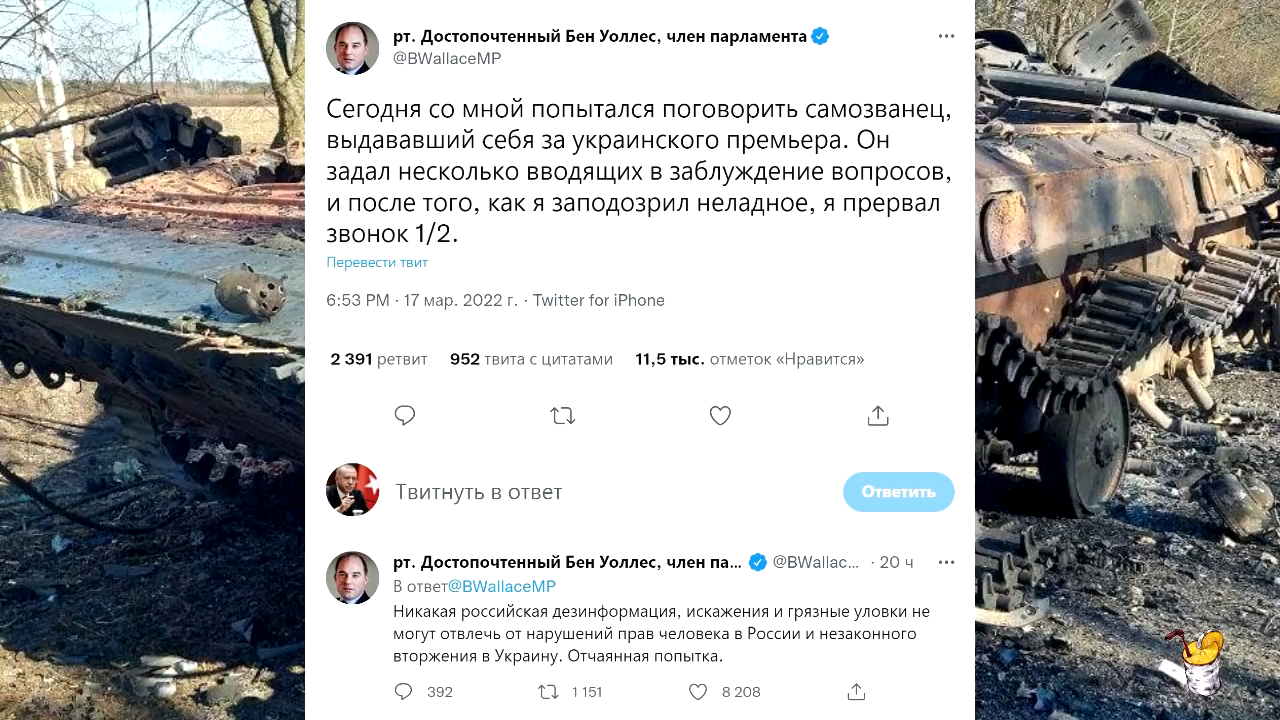 рт. Достопочтенный Бен Уоллес, член парламента
@BWallaceMP
Сегодня со мной попытался поговорить самозванец,
выдававший себя за украинского премьера. Он
задал несколько вводящих в заблуждение вопросов,
и после того, как я заподозрил неладное, я прервал
звонок 1/2.
Перевести твит
6:53 PM · 17 мар. 2022 г. · Twitter for iPhone
2 391 ретвит 952 твита с цитатами 11,5 тыс. отметок «Нравится»
Твитнуть в ответ Ответить
рт. Достопочтенный Бен Уоллес, член па... @BWallac... · 20 ч
В ответ@BWallaceMP
Никакая российская дезинформация, искажения и грязные уловки не
могут отвлечь от нарушений прав человека в России и незаконного
вторжения в Украину. Отчаянная попытка.
392 1 151 8 208